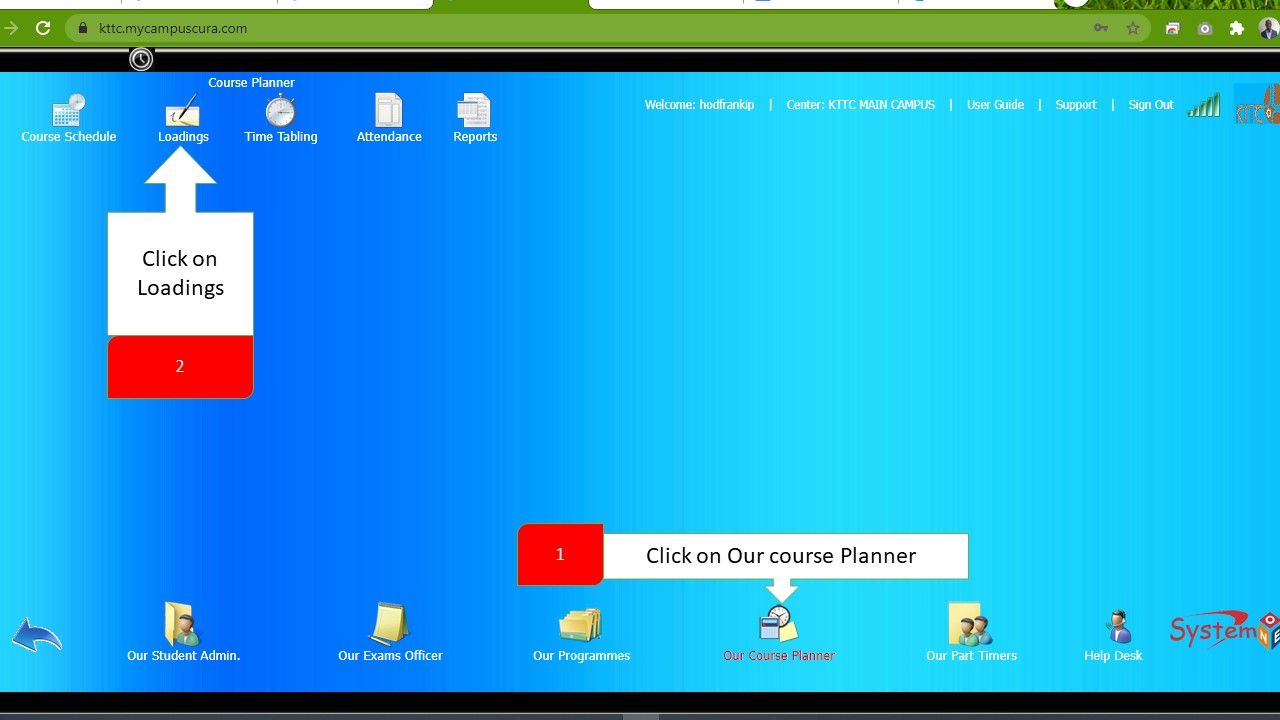 kttc.mycampuscura.com
Course Planner
Course Schedule
Loadings
Time Tabling
Attendance
Reports
Welcome: hodfrankip | Center: KTTC MAIN CAMPUS | User Guide | Support | Sign Out
KTTC
Click on
Loadings
2
1
Click on Our course Planner
Our Student Admin.
Our Exams Officer
Our Programmes
Our Course Planner
Our Part Timers
Help Desk
System